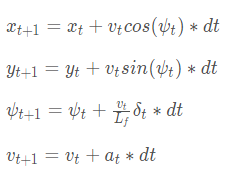 x_{t+1} = x_t + v_t cos(ψ_t) * dt
y_{t+1} = y_t + v_t sin(ψ_t) * dt
ψ_{t+1} = ψ_t + \frac{v_t}{L_f} δ_t * dt
v_{t+1} = v_t + a_t * dt